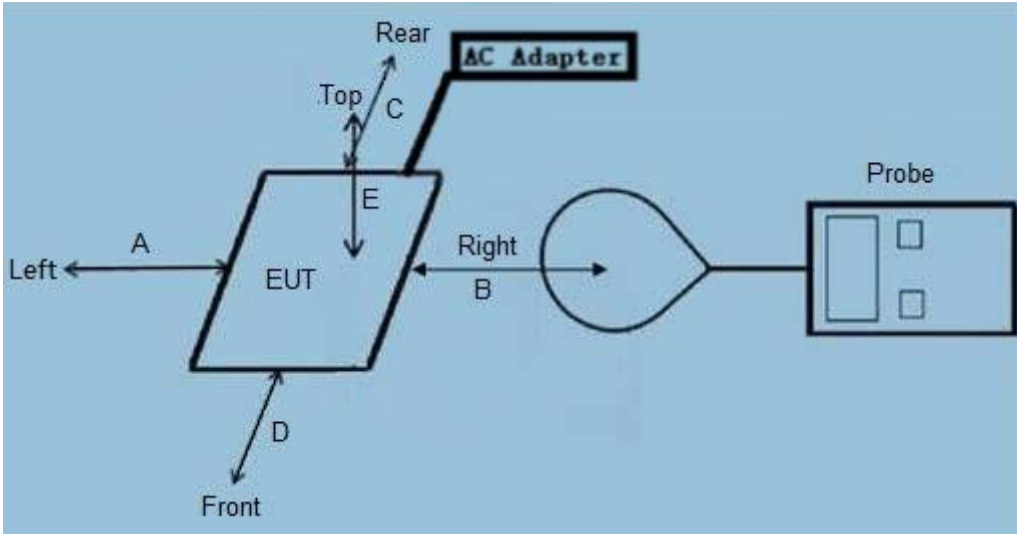 Rear
AC Adapter
.Top
C
E
Probe
A
Right
Left
EUT
B
D
Front